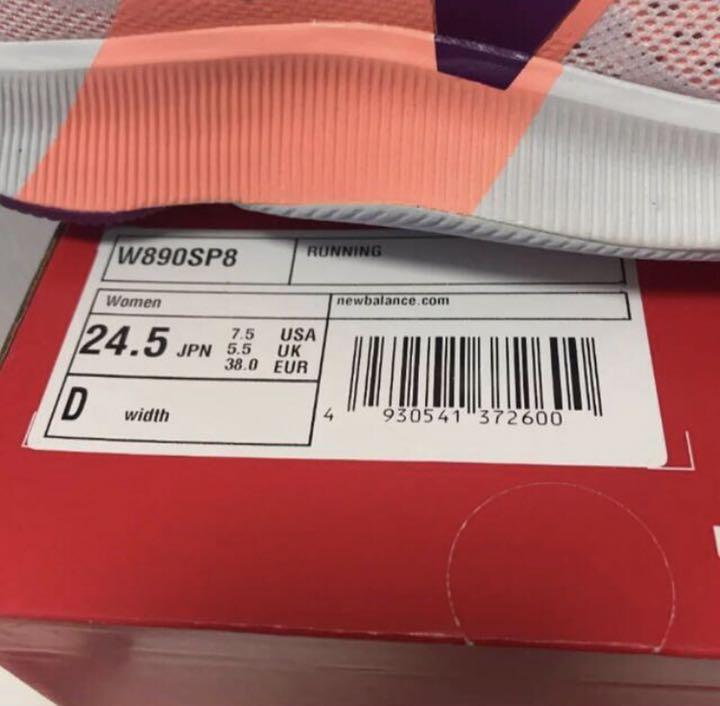 W890SP8 RUNNING
Women newbalance.com
24.5 JPN
7.5 USA
5.5 UK
38.0 EUR
D width
4 930541 372600